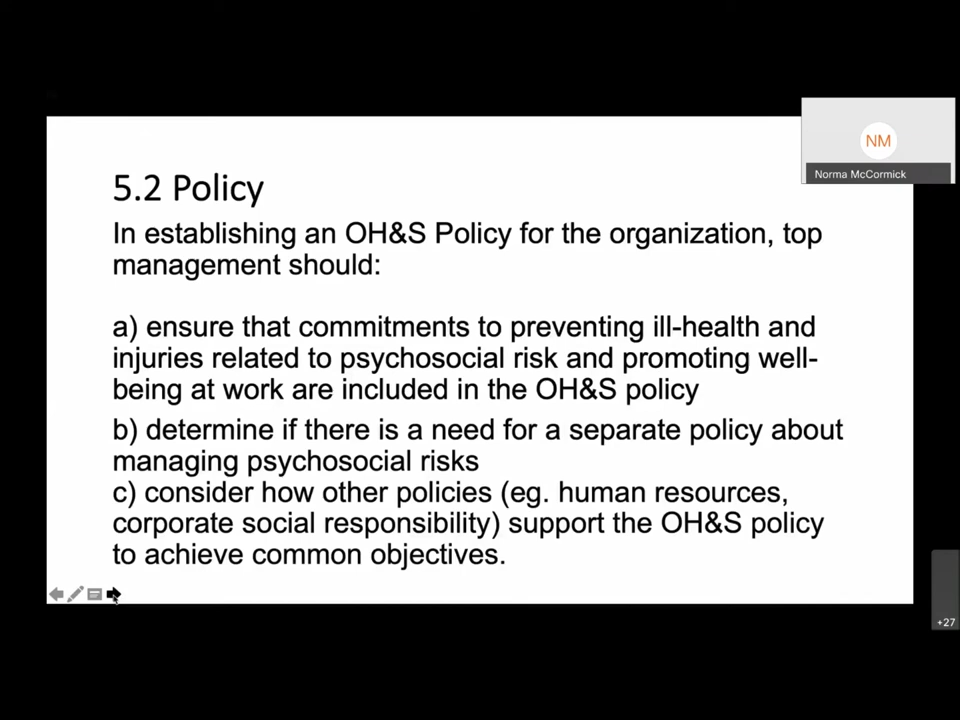 NM
Norma McCormick
5.2 Policy
In establishing an OH&S Policy for the organization, top
management should:
a) ensure that commitments to preventing ill-health and
injuries related to psychosocial risk and promoting well-
being at work are included in the OH&S policy
b) determine if there is a need for a separate policy about
managing psychosocial risks
c) consider how other policies (eg. human resources,
corporate social responsibility) support the OH&S policy
to achieve common objectives.
+27